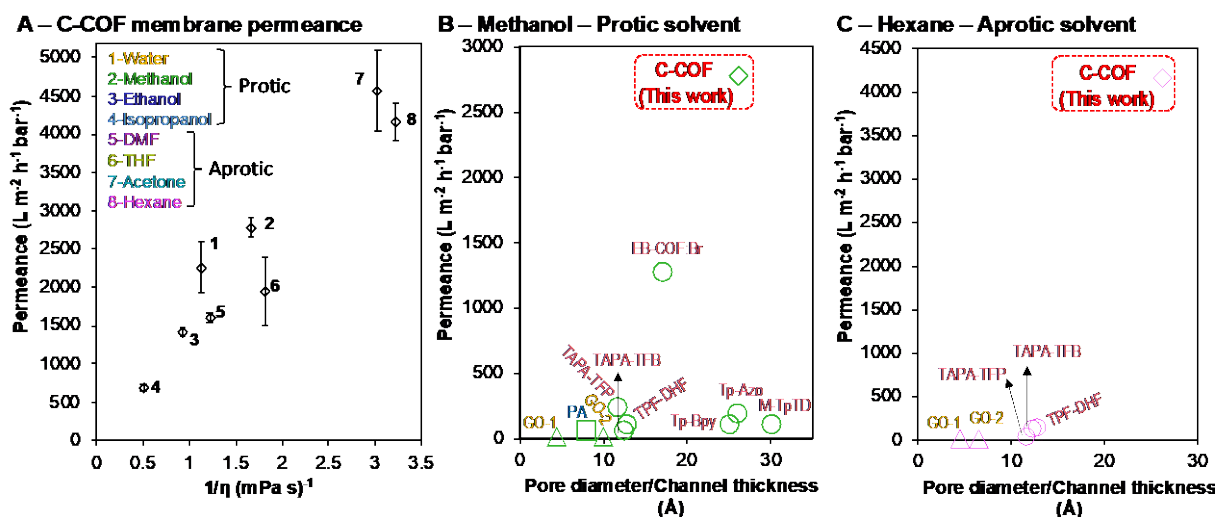 A – C-COF membrane permeance
Permeance (L m⁻² h⁻¹ bar⁻¹)
5000
4500
4000
3500
3000
2500
2000
1500
1000
500
0
1-Water
2-Methanol
3-Ethanol
4-Isopropanol
Protic
5-DMF
6-THF
7-Acetone
8-Hexane
Aprotic
7
8
2
1
6
5
3
4
0 0.5 1 1.5 2 2.5 3 3.5
1/η (mPa s)⁻¹
B – Methanol – Protic solvent
Permeance (L m⁻² h⁻¹ bar⁻¹)
3000
2500
2000
1500
1000
500
0
C-COF
(This work)
EB-COF Br
TAPA-TFP
TAPA-TFB
TPF-DHF
GO-1
PA
GO-2
Tp-Bpy
Tp-Azo
M-TpTD
0 10 20 30
Pore diameter/Channel thickness
(Å)
C – Hexane – Aprotic solvent
Permeance (L m⁻² h⁻¹ bar⁻¹)
4500
4000
3500
3000
2500
2000
1500
1000
500
0
C-COF
(This work)
TAPA-TFB
TAPA-TFP
TPF-DHF
GO-1
GO-2
0 10 20 30
Pore diameter/Channel thickness
(Å)